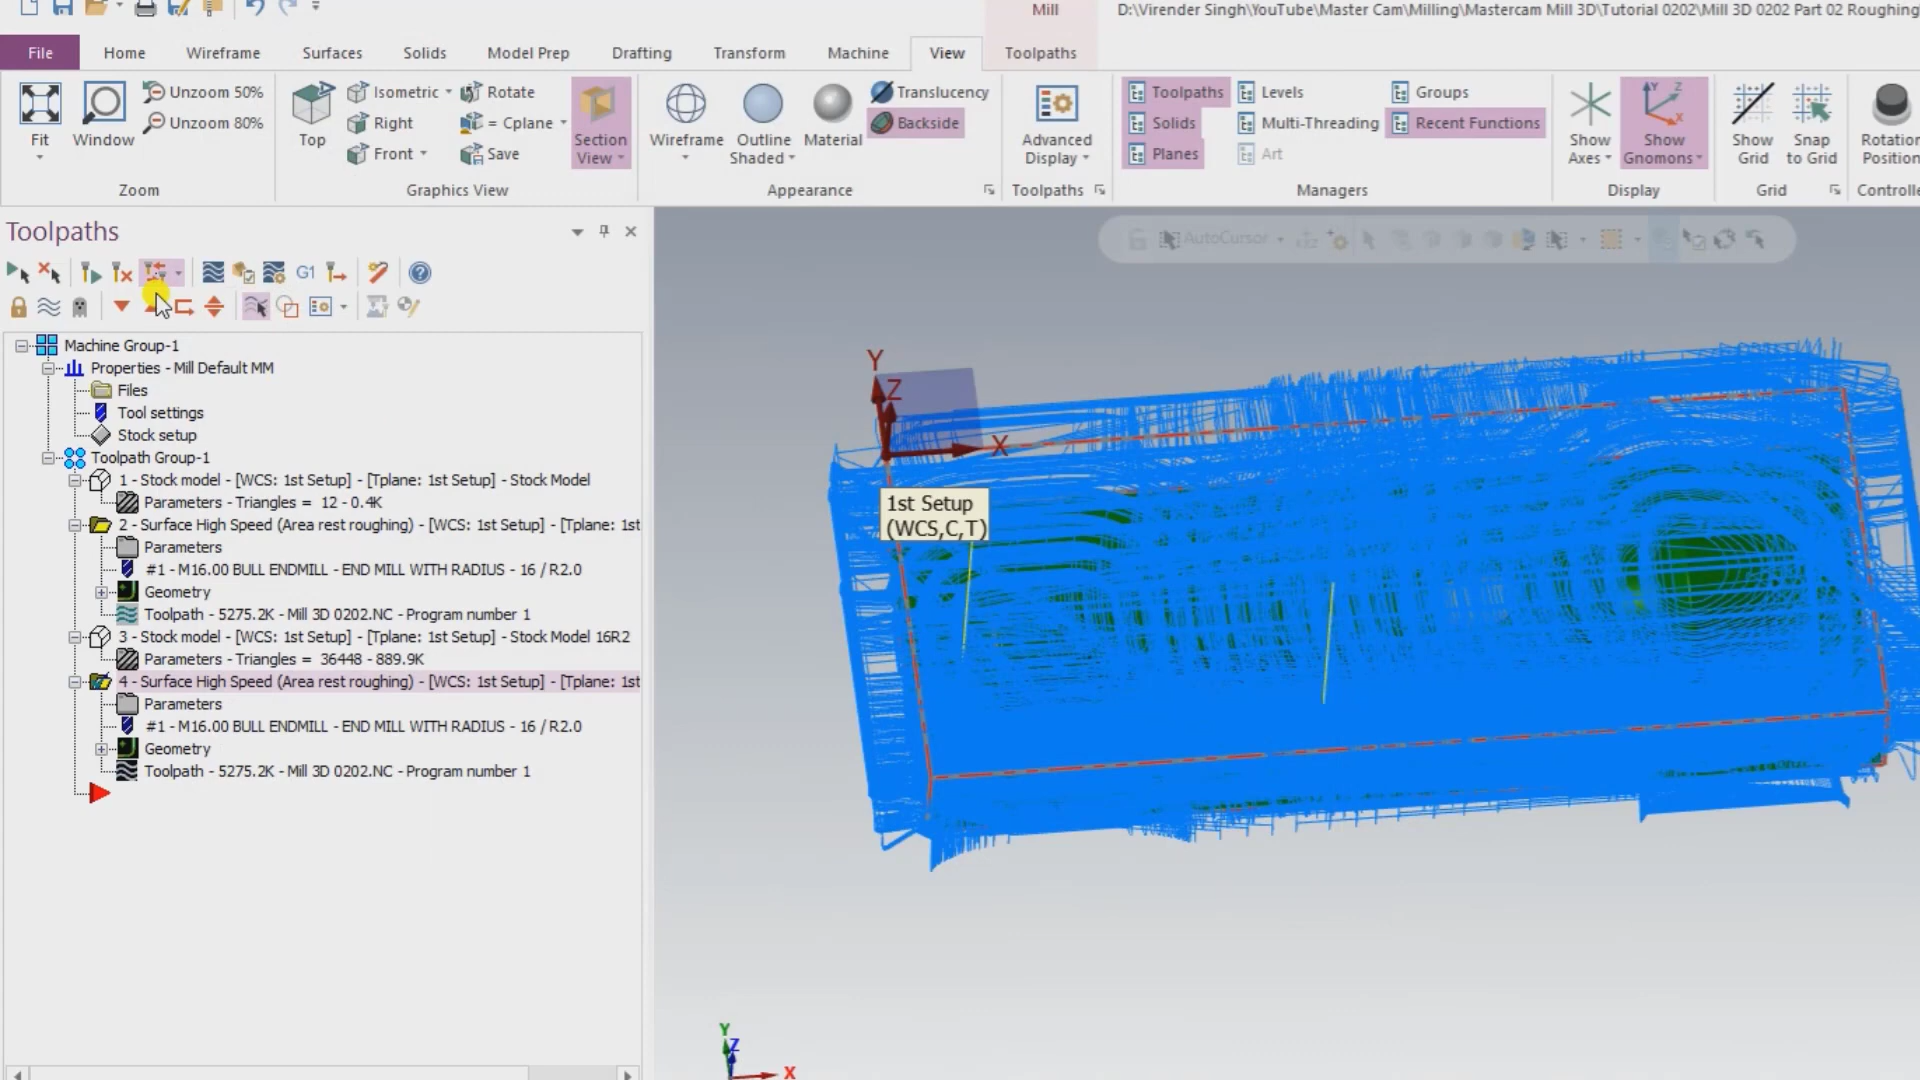 Mill
D:\Virender Singh\YouTube\Master Cam\Milling\Mastercam Mill 3D\Tutorial 0202\Mill 3D 0202 Part 02 Roughing
File Home Wireframe Surfaces Solids Model Prep Drafting Transform Machine View Toolpaths
Fit
Window
Unzoom 50%
Unzoom 80%
Zoom
Top
Isometric
Right
Front
Rotate
= Cplane
Save
Section
View
Graphics View
Wireframe
Outline
Shaded
Material
Translucency
Backside
Appearance
Advanced
Display
Toolpaths
Toolpaths
Solids
Planes
Levels
Multi-Threading
Art
Groups
Recent Functions
Managers
Show
Axes
Show
Gnomons
Display
Show
Grid
Snap
to Grid
Grid
Rotation
Position
Controlle
Toolpaths
G1
AutoCursor
Machine Group-1
Properties - Mill Default MM
Files
Tool settings
Stock setup
Toolpath Group-1
1 - Stock model - [WCS: 1st Setup] - [Tplane: 1st Setup] - Stock Model
Parameters - Triangles = 12 - 0.4K
2 - Surface High Speed (Area rest roughing) - [WCS: 1st Setup] - [Tplane: 1st
Parameters
#1 - M16.00 BULL ENDMILL - END MILL WITH RADIUS - 16 / R2.0
Geometry
Toolpath - 5275.2K - Mill 3D 0202.NC - Program number 1
3 - Stock model - [WCS: 1st Setup] - [Tplane: 1st Setup] - Stock Model 16R2
Parameters - Triangles = 36448 - 889.9K
4 - Surface High Speed (Area rest roughing) - [WCS: 1st Setup] - [Tplane: 1st
Parameters
#1 - M16.00 BULL ENDMILL - END MILL WITH RADIUS - 16 / R2.0
Geometry
Toolpath - 5275.2K - Mill 3D 0202.NC - Program number 1
Y
Z
X
1st Setup
(WCS,C,T)
Y
Z
X